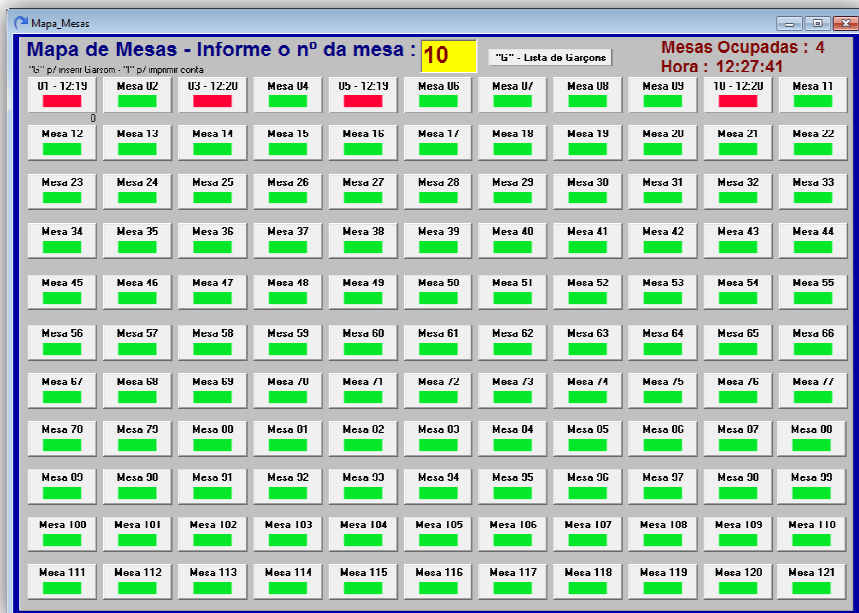 Mapa_Mesas
Mapa de Mesas - Informe o nº da mesa : 10
"G" - Lista de Garçons
Mesas Ocupadas : 4
"G" p/ inserir Garsom - "I" p/ imprimir conta
Hora : 12:27:41
01 - 12:19 Mesa 02 03 - 12:20 Mesa 04 05 - 12:19 Mesa 06 Mesa 07 Mesa 08 Mesa 09 10 - 12:20 Mesa 11
0
Mesa 12 Mesa 13 Mesa 14 Mesa 15 Mesa 16 Mesa 17 Mesa 18 Mesa 19 Mesa 20 Mesa 21 Mesa 22
Mesa 23 Mesa 24 Mesa 25 Mesa 26 Mesa 27 Mesa 28 Mesa 29 Mesa 30 Mesa 31 Mesa 32 Mesa 33
Mesa 34 Mesa 35 Mesa 36 Mesa 37 Mesa 38 Mesa 39 Mesa 40 Mesa 41 Mesa 42 Mesa 43 Mesa 44
Mesa 45 Mesa 46 Mesa 47 Mesa 48 Mesa 49 Mesa 50 Mesa 51 Mesa 52 Mesa 53 Mesa 54 Mesa 55
Mesa 56 Mesa 57 Mesa 58 Mesa 59 Mesa 60 Mesa 61 Mesa 62 Mesa 63 Mesa 64 Mesa 65 Mesa 66
Mesa 67 Mesa 68 Mesa 69 Mesa 70 Mesa 71 Mesa 72 Mesa 73 Mesa 74 Mesa 75 Mesa 76 Mesa 77
Mesa 78 Mesa 79 Mesa 80 Mesa 81 Mesa 82 Mesa 83 Mesa 84 Mesa 85 Mesa 86 Mesa 87 Mesa 88
Mesa 89 Mesa 90 Mesa 91 Mesa 92 Mesa 93 Mesa 94 Mesa 95 Mesa 96 Mesa 97 Mesa 98 Mesa 99
Mesa 100 Mesa 101 Mesa 102 Mesa 103 Mesa 104 Mesa 105 Mesa 106 Mesa 107 Mesa 108 Mesa 109 Mesa 110
Mesa 111 Mesa 112 Mesa 113 Mesa 114 Mesa 115 Mesa 116 Mesa 117 Mesa 118 Mesa 119 Mesa 120 Mesa 121